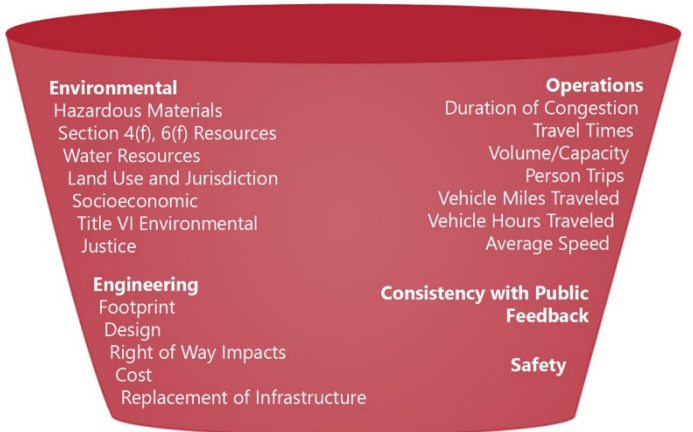 Environmental
Hazardous Materials
Section 4(f), 6(f) Resources
Water Resources
Land Use and Jurisdiction
Socioeconomic
Title VI Environmental
Justice
Engineering
Footprint
Design
Right of Way Impacts
Cost
Replacement of Infrastructure
Operations
Duration of Congestion
Travel Times
Volume/Capacity
Person Trips
Vehicle Miles Traveled
Vehicle Hours Traveled
Average Speed
Consistency with Public
Feedback
Safety